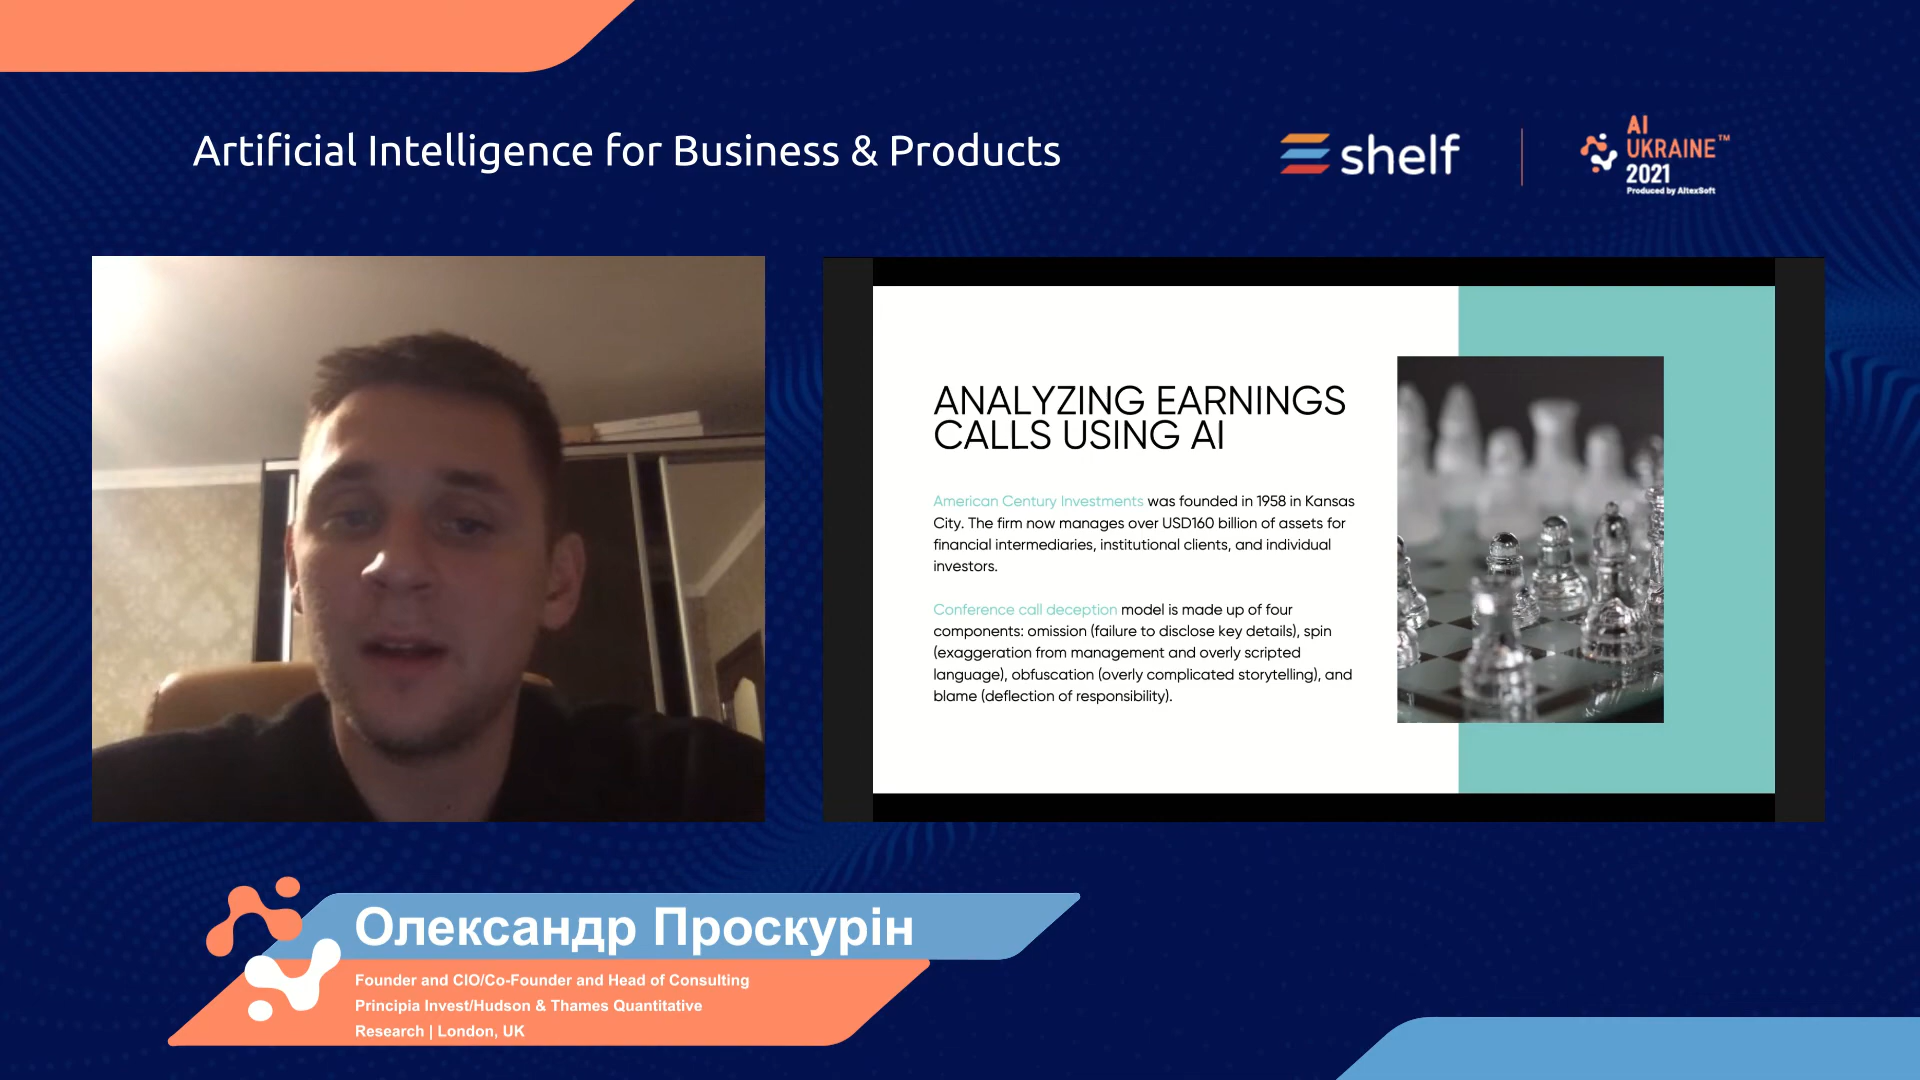 Artificial Intelligence for Business & Products
shelf
AI
UKRAINE™
2021
Produced by AltexSoft
ANALYZING EARNINGS
CALLS USING AI
American Century Investments was founded in 1958 in Kansas
City. The firm now manages over USD160 billion of assets for
financial intermediaries, institutional clients, and individual
investors.
Conference call deception model is made up of four
components: omission (failure to disclose key details), spin
(exaggeration from management and overly scripted
language), obfuscation (overly complicated storytelling), and
blame (deflection of responsibility).
Олександр Проскурін
Founder and CIO/Co-Founder and Head of Consulting
Principia Invest/Hudson & Thames Quantitative
Research | London, UK